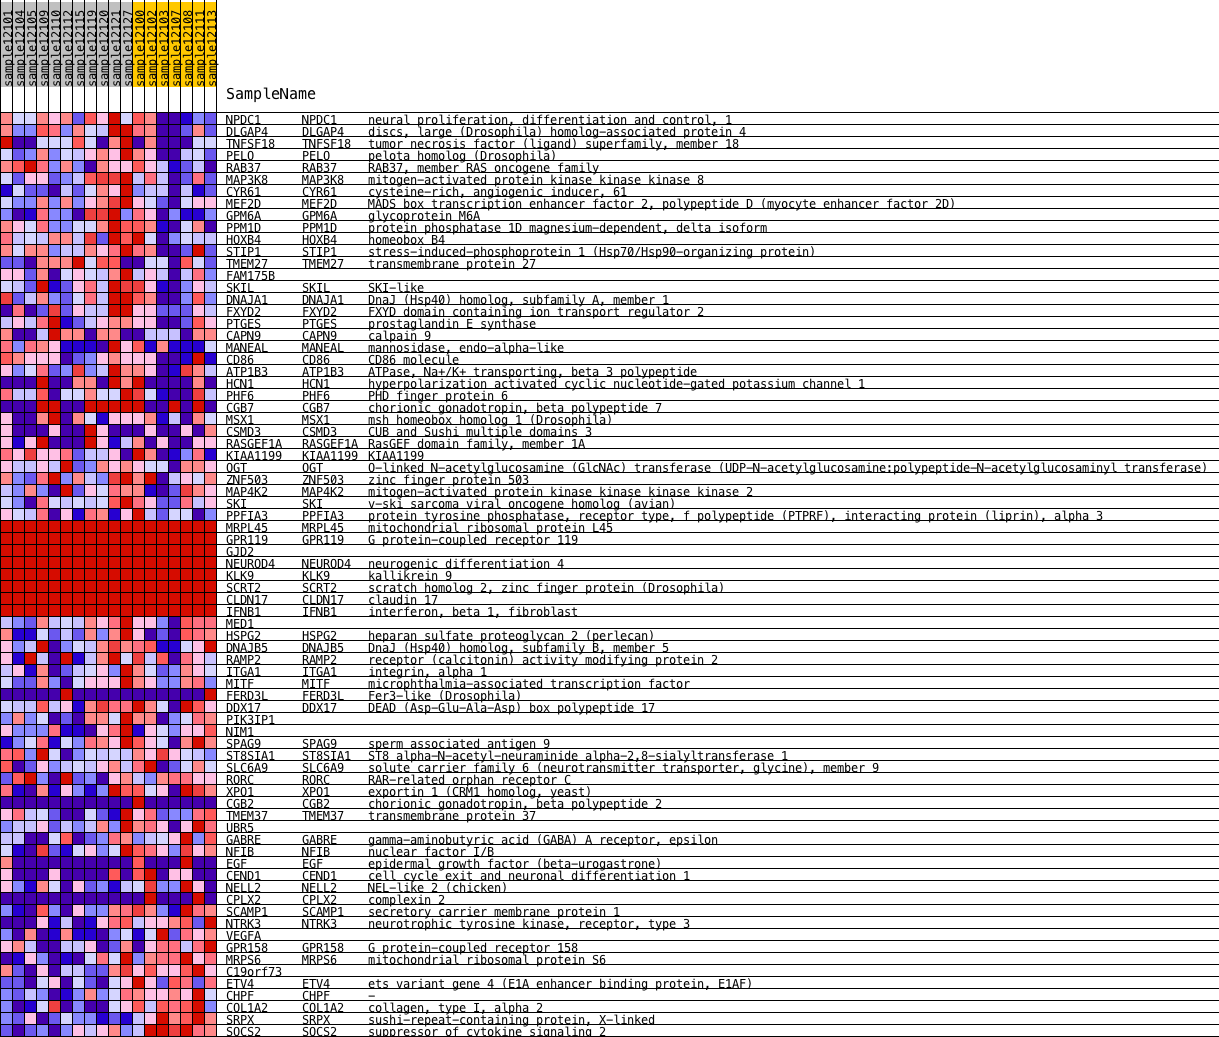 sample12101
sample12104
sample12105
sample12109
sample12110
sample12112
sample12115
sample12119
sample12120
sample12121
sample12127
sample12100
sample12102
sample12103
sample12107
sample12108
sample12111
sample12113
SampleName
NPDC1 NPDC1 neural proliferation, differentiation and control, 1
DLGAP4 DLGAP4 discs, large (Drosophila) homolog-associated protein 4
TNFSF18 TNFSF18 tumor necrosis factor (ligand) superfamily, member 18
PELO PELO pelota homolog (Drosophila)
RAB37 RAB37 RAB37, member RAS oncogene family
MAP3K8 MAP3K8 mitogen-activated protein kinase kinase kinase 8
CYR61 CYR61 cysteine-rich, angiogenic inducer, 61
MEF2D MEF2D MADS box transcription enhancer factor 2, polypeptide D (myocyte enhancer factor 2D)
GPM6A GPM6A glycoprotein M6A
PPM1D PPM1D protein phosphatase 1D magnesium-dependent, delta isoform
HOXB4 HOXB4 homeobox B4
STIP1 STIP1 stress-induced-phosphoprotein 1 (Hsp70/Hsp90-organizing protein)
TMEM27 TMEM27 transmembrane protein 27
FAM175B
SKIL SKIL SKI-like
DNAJA1 DNAJA1 DnaJ (Hsp40) homolog, subfamily A, member 1
FXYD2 FXYD2 FXYD domain containing ion transport regulator 2
PTGES PTGES prostaglandin E synthase
CAPN9 CAPN9 calpain 9
MANEAL MANEAL mannosidase, endo-alpha-like
CD86 CD86 CD86 molecule
ATP1B3 ATP1B3 ATPase, Na+/K+ transporting, beta 3 polypeptide
HCN1 HCN1 hyperpolarization activated cyclic nucleotide-gated potassium channel 1
PHF6 PHF6 PHD finger protein 6
CGB7 CGB7 chorionic gonadotropin, beta polypeptide 7
MSX1 MSX1 msh homeobox homolog 1 (Drosophila)
CSMD3 CSMD3 CUB and Sushi multiple domains 3
RASGEF1A RASGEF1A RasGEF domain family, member 1A
KIAA1199 KIAA1199 KIAA1199
OGT OGT O-linked N-acetylglucosamine (GlcNAc) transferase (UDP-N-acetylglucosamine:polypeptide-N-acetylglucosaminyl transferase)
ZNF503 ZNF503 zinc finger protein 503
MAP4K2 MAP4K2 mitogen-activated protein kinase kinase kinase kinase 2
SKI SKI v-ski sarcoma viral oncogene homolog (avian)
PPFIA3 PPFIA3 protein tyrosine phosphatase, receptor type, f polypeptide (PTPRF), interacting protein (liprin), alpha 3
MRPL45 MRPL45 mitochondrial ribosomal protein L45
GPR119 GPR119 G protein-coupled receptor 119
GJD2
NEUROD4 NEUROD4 neurogenic differentiation 4
KLK9 KLK9 kallikrein 9
SCRT2 SCRT2 scratch homolog 2, zinc finger protein (Drosophila)
CLDN17 CLDN17 claudin 17
IFNB1 IFNB1 interferon, beta 1, fibroblast
MED1
HSPG2 HSPG2 heparan sulfate proteoglycan 2 (perlecan)
DNAJB5 DNAJB5 DnaJ (Hsp40) homolog, subfamily B, member 5
RAMP2 RAMP2 receptor (calcitonin) activity modifying protein 2
ITGA1 ITGA1 integrin, alpha 1
MITF MITF microphthalmia-associated transcription factor
FERD3L FERD3L Fer3-like (Drosophila)
DDX17 DDX17 DEAD (Asp-Glu-Ala-Asp) box polypeptide 17
PIK3IP1
NIM1
SPAG9 SPAG9 sperm associated antigen 9
ST8SIA1 ST8SIA1 ST8 alpha-N-acetyl-neuraminide alpha-2,8-sialyltransferase 1
SLC6A9 SLC6A9 solute carrier family 6 (neurotransmitter transporter, glycine), member 9
RORC RORC RAR-related orphan receptor C
XPO1 XPO1 exportin 1 (CRM1 homolog, yeast)
CGB2 CGB2 chorionic gonadotropin, beta polypeptide 2
TMEM37 TMEM37 transmembrane protein 37
UBR5
GABRE GABRE gamma-aminobutyric acid (GABA) A receptor, epsilon
NFIB NFIB nuclear factor I/B
EGF EGF epidermal growth factor (beta-urogastrone)
CEND1 CEND1 cell cycle exit and neuronal differentiation 1
NELL2 NELL2 NEL-like 2 (chicken)
CPLX2 CPLX2 complexin 2
SCAMP1 SCAMP1 secretory carrier membrane protein 1
NTRK3 NTRK3 neurotrophic tyrosine kinase, receptor, type 3
VEGFA
GPR158 GPR158 G protein-coupled receptor 158
MRPS6 MRPS6 mitochondrial ribosomal protein S6
C19orf73
ETV4 ETV4 ets variant gene 4 (E1A enhancer binding protein, E1AF)
CHPF CHPF -
COL1A2 COL1A2 collagen, type I, alpha 2
SRPX SRPX sushi-repeat-containing protein, X-linked
SOCS2 SOCS2 suppressor of cytokine signaling 2